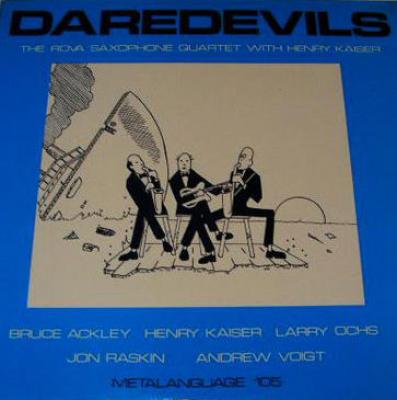 DAREDEVILS
THE ROVA SAXOPHONE QUARTET WITH HENRY KAISER
BRUCE ACKLEY HENRY KAISER LARRY OCHS
JON RASKIN ANDREW VOIGT
METALANGUAGE 105